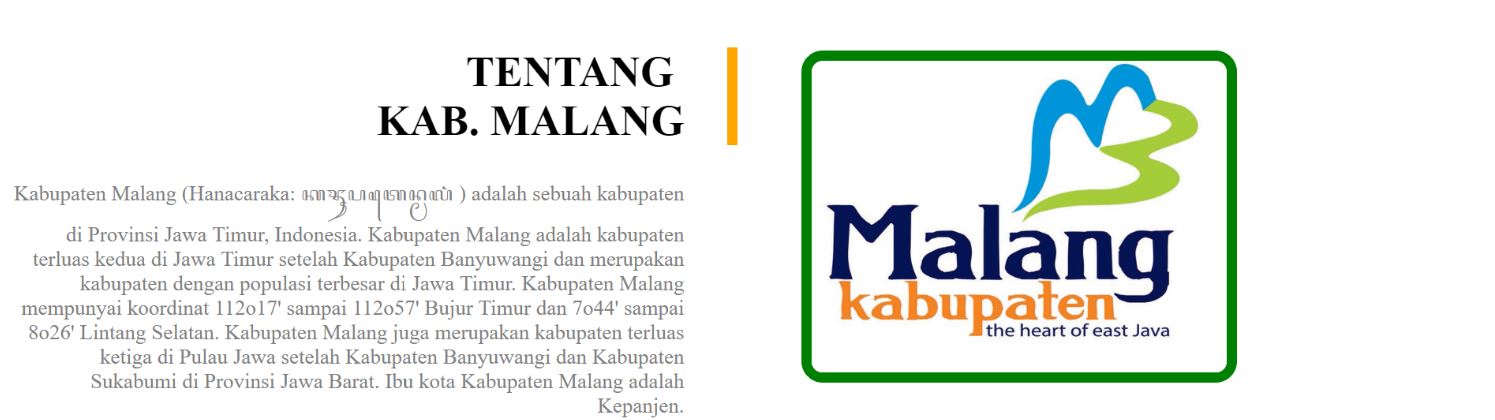 TENTANG
KAB. MALANG
Kabupaten Malang (Hanacaraka: ) adalah sebuah kabupaten
di Provinsi Jawa Timur, Indonesia. Kabupaten Malang adalah kabupaten
terluas kedua di Jawa Timur setelah Kabupaten Banyuwangi dan merupakan
kabupaten dengan populasi terbesar di Jawa Timur. Kabupaten Malang
mempunyai koordinat 112o17' sampai 112o57' Bujur Timur dan 7o44' sampai
8o26' Lintang Selatan. Kabupaten Malang juga merupakan kabupaten terluas
ketiga di Pulau Jawa setelah Kabupaten Banyuwangi dan Kabupaten
Sukabumi di Provinsi Jawa Barat. Ibu kota Kabupaten Malang adalah
Kepanjen.
Malang
kabupaten
the heart of east Java